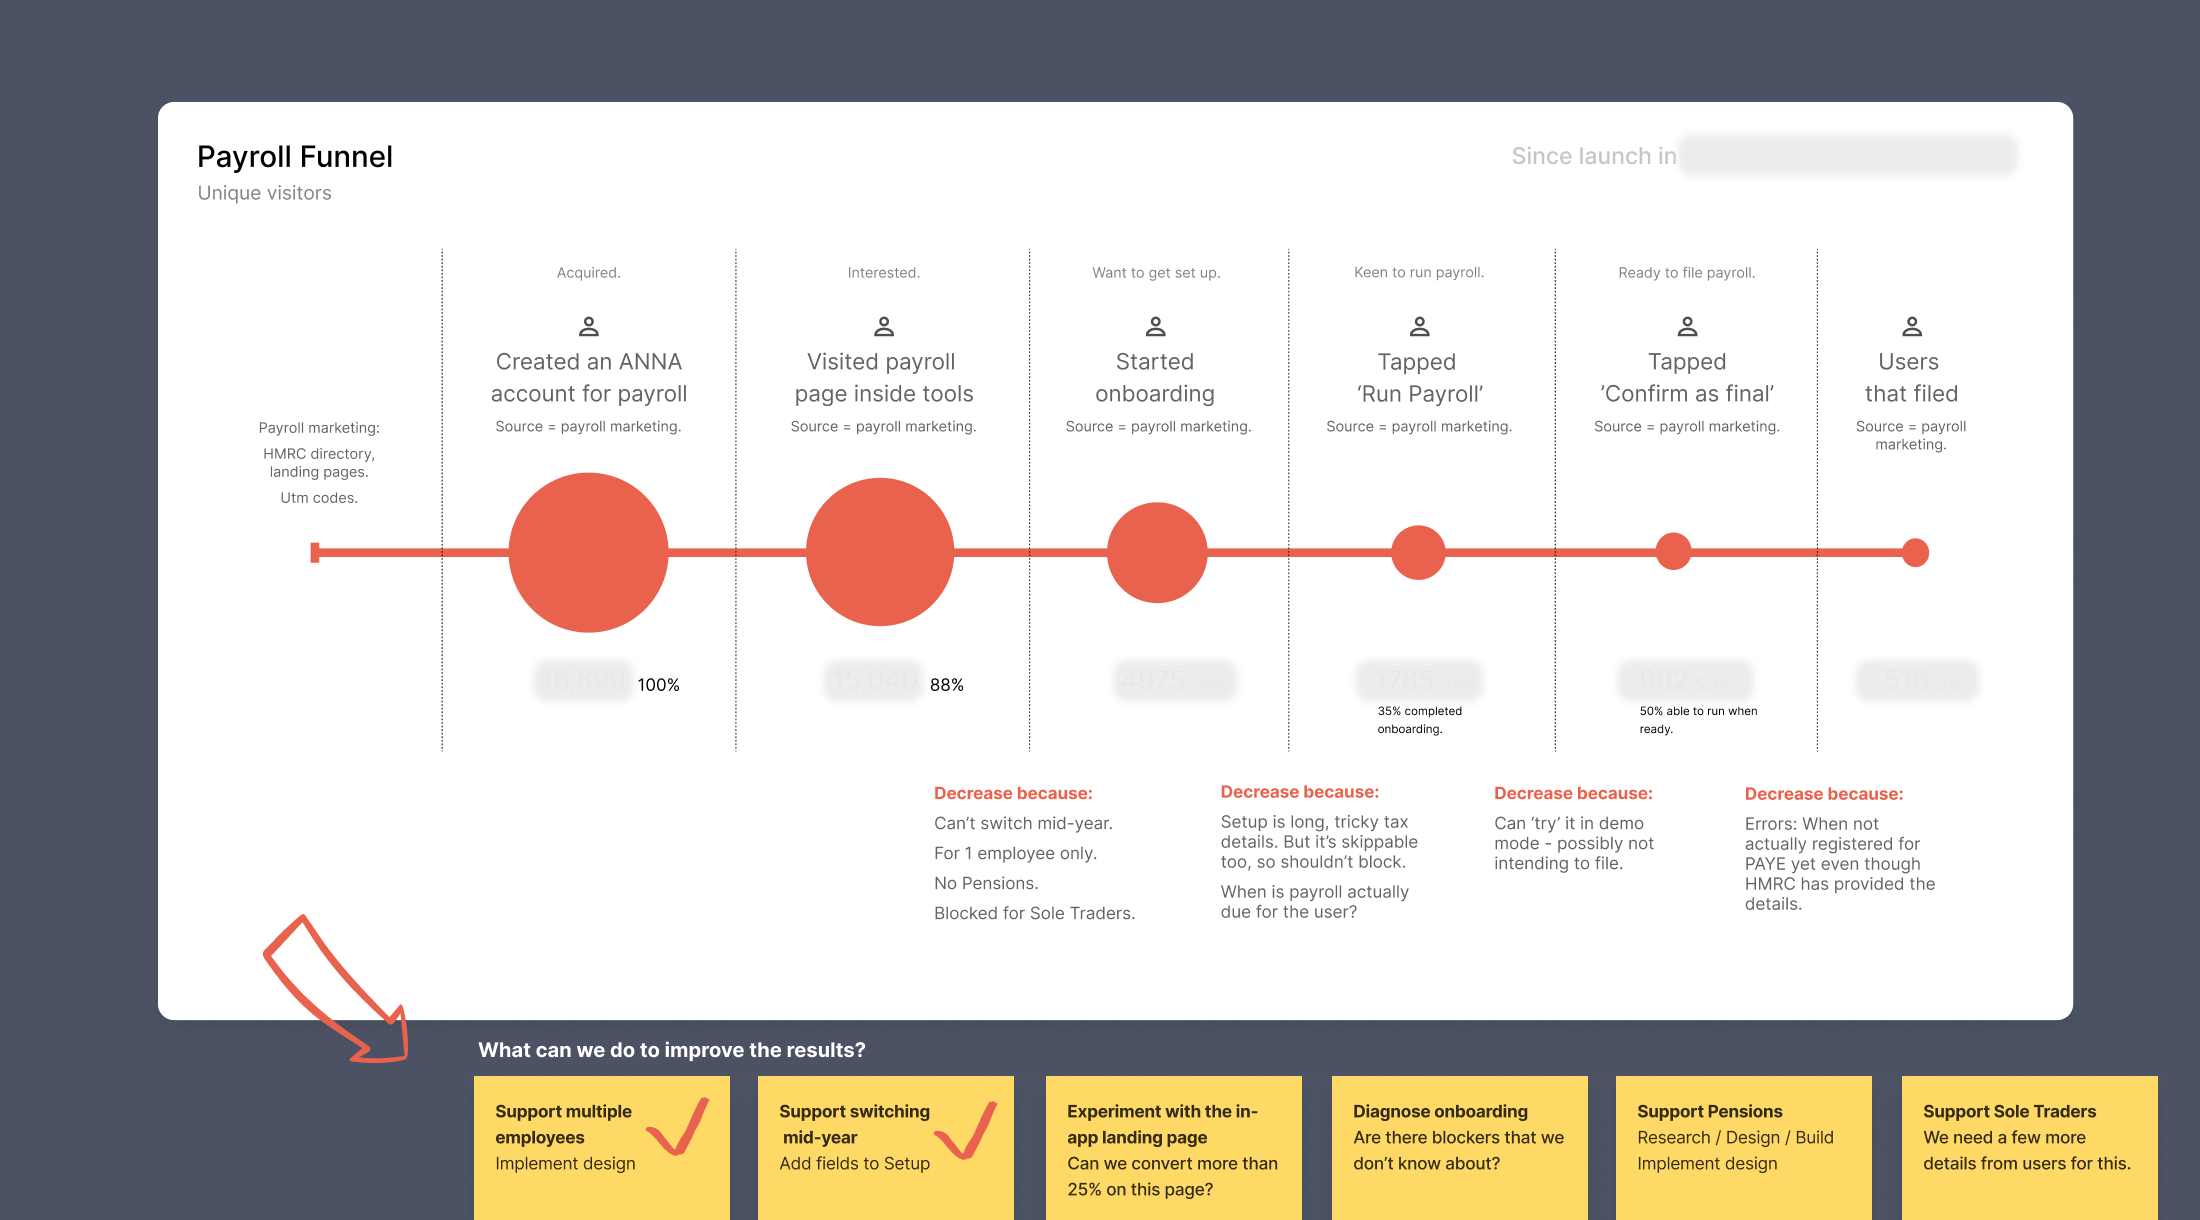 Payroll Funnel
Unique visitors
Since launch in
Payroll marketing:
HMRC directory,
landing pages.
Utm codes.
Acquired.
Created an ANNA
account for payroll
Source = payroll marketing.
16,899 100%
Interested.
Visited payroll
page inside tools
Source = payroll marketing.
15,040 88%
Want to get set up.
Started
onboarding
Source = payroll marketing.
4975
Keen to run payroll.
Tapped
‘Run Payroll’
Source = payroll marketing.
1785
35% completed
onboarding.
Ready to file payroll.
Tapped
’Confirm as final’
Source = payroll marketing.
902
50% able to run when
ready.
Users
that filed
Source = payroll
marketing.
516
Decrease because:
Can’t switch mid-year.
For 1 employee only.
No Pensions.
Blocked for Sole Traders.
Decrease because:
Setup is long, tricky tax
details. But it’s skippable
too, so shouldn’t block.
When is payroll actually
due for the user?
Decrease because:
Can ‘try’ it in demo
mode - possibly not
intending to file.
Decrease because:
Errors: When not
actually registered for
PAYE yet even though
HMRC has provided the
details.
What can we do to improve the results?
Support multiple
employees
Implement design
Support switching
mid-year
Add fields to Setup
Experiment with the in-
app landing page
Can we convert more than
25% on this page?
Diagnose onboarding
Are there blockers that we
don’t know about?
Support Pensions
Research / Design / Build
Implement design
Support Sole Traders
We need a few more
details from users for this.